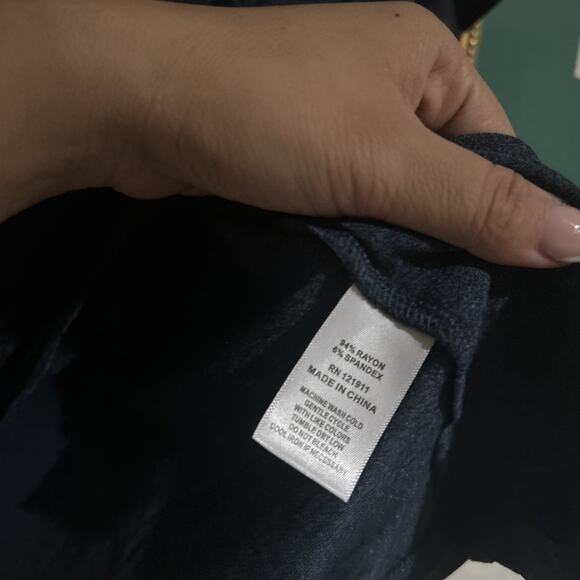 94% RAYON
6% SPANDEX
RN 121911
MADE IN CHINA
MACHINE WASH COLD
GENTLE CYCLE
WITH LIKE COLORS
TUMBLE DRY LOW
DO NOT BLEACH
COOL IRON IF NECESSARY